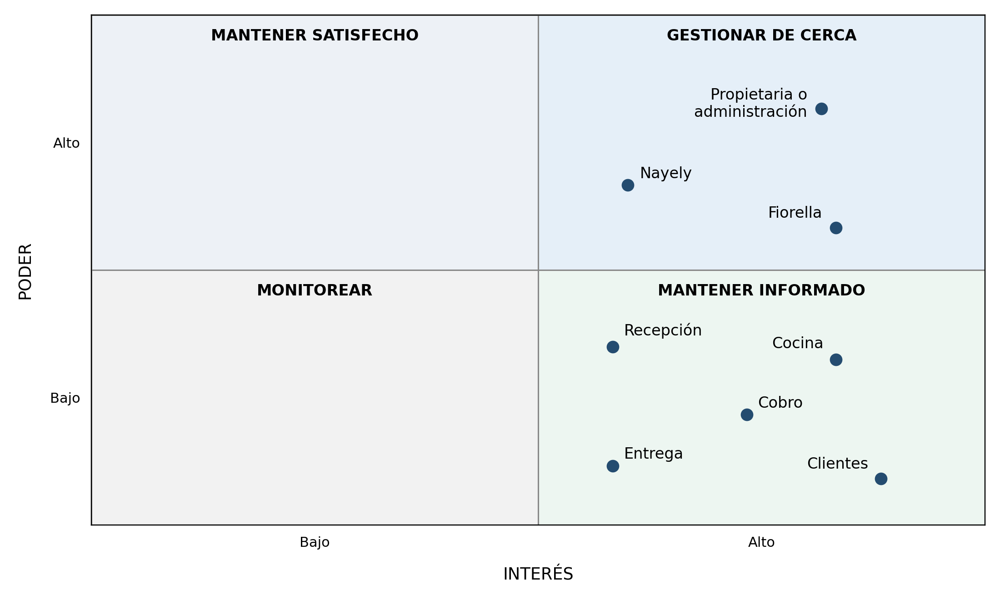 MANTENER SATISFECHO
GESTIONAR DE CERCA
Propietaria o
administración
Alto
Nayely
Fiorella
PODER
MONITOREAR
MANTENER INFORMADO
Recepción
Cocina
Bajo
Cobro
Entrega
Clientes
Bajo
Alto
INTERÉS